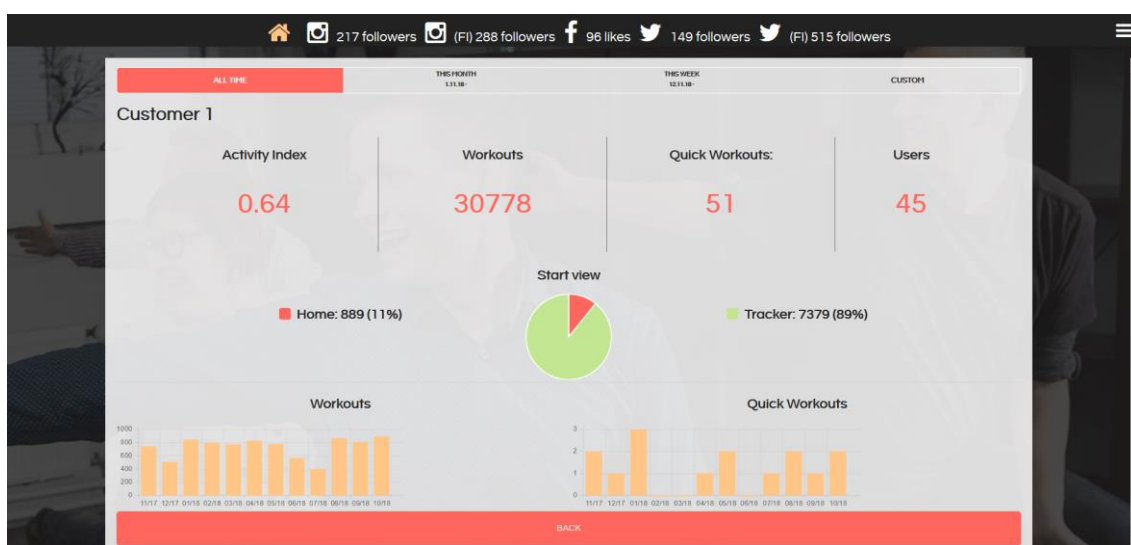 217 followers (FI) 288 followers 96 likes 149 followers (FI) 515 followers
ALL TIME THIS MONTH THIS WEEK CUSTOM
1.11.18- 12.11.18-
Customer 1
Activity Index Workouts Quick Workouts: Users
0.64 30778 51 45
Start view
Home: 889 (11%) Tracker: 7379 (89%)
Workouts Quick Workouts
1000
800
600
400
200
0
11/17 12/17 01/18 02/18 03/18 04/18 05/18 06/18 07/18 08/18 09/18 10/18
3
2
1
0
11/17 12/17 01/18 02/18 03/18 04/18 05/18 06/18 07/18 08/18 09/18 10/18
BACK